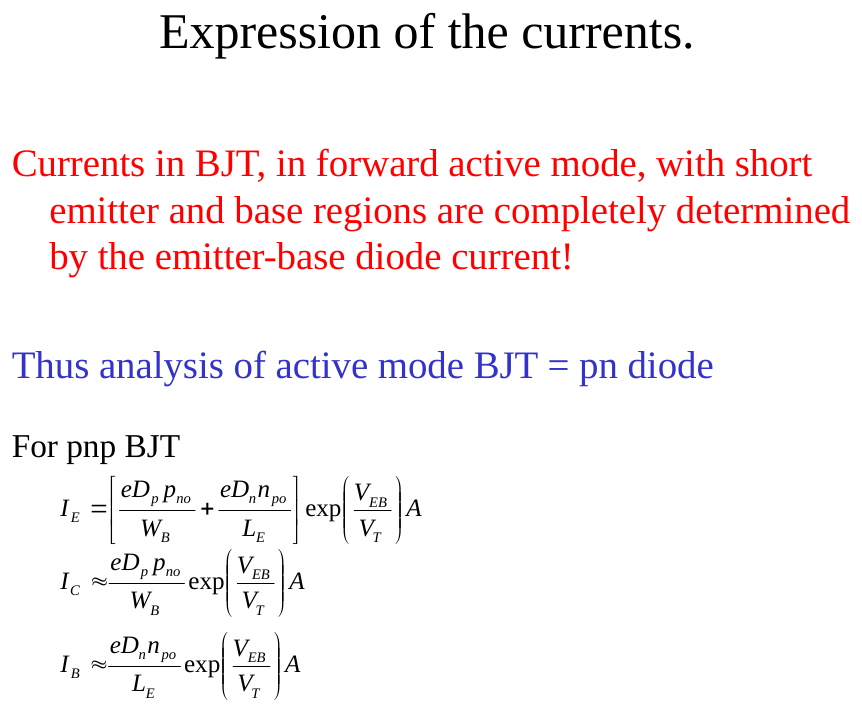 Expression of the currents.
Currents in BJT, in forward active mode, with short
emitter and base regions are completely determined
by the emitter-base diode current!
Thus analysis of active mode BJT = pn diode
For pnp BJT
I_E = [ eD_p p_no / W_B + eD_n n_po / L_E ] exp( V_EB / V_T ) A
I_C ≈ eD_p p_no / W_B exp( V_EB / V_T ) A
I_B ≈ eD_n n_po / L_E exp( V_EB / V_T ) A